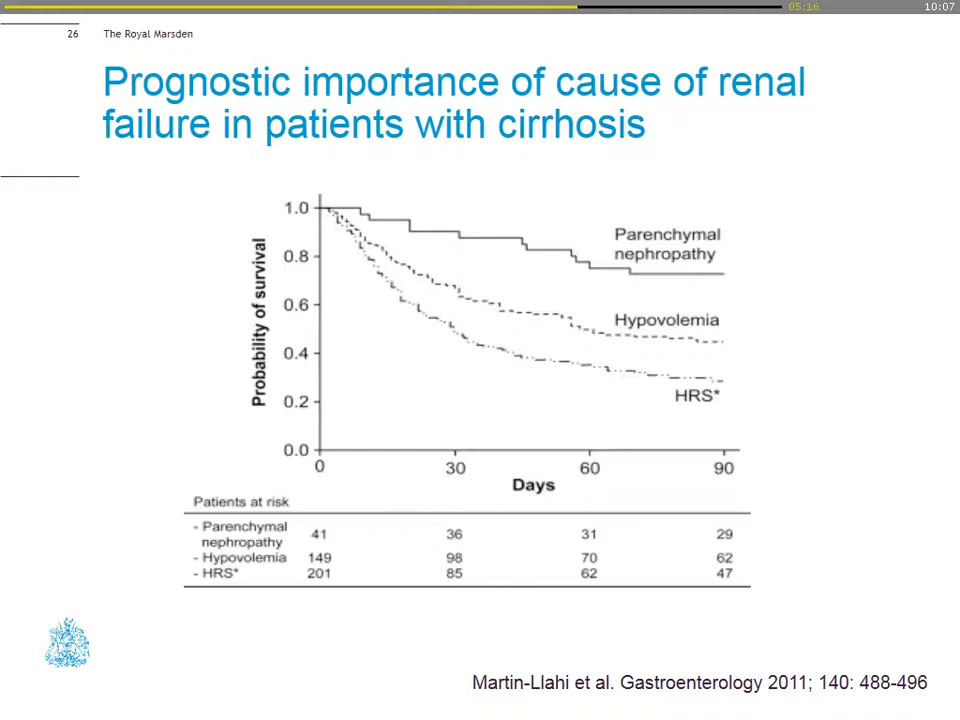 05:16
10:07
26 The Royal Marsden
Prognostic importance of cause of renal
failure in patients with cirrhosis
Probability of survival
1.0
0.8
0.6
0.4
0.2
0.0
Parenchymal
nephropathy
Hypovolemia
HRS*
0 30 60 90
Days
Patients at risk
- Parenchymal
nephropathy 41 36 31 29
- Hypovolemia 149 98 70 62
- HRS* 201 85 62 47
Martin-Llahi et al. Gastroenterology 2011; 140: 488-496